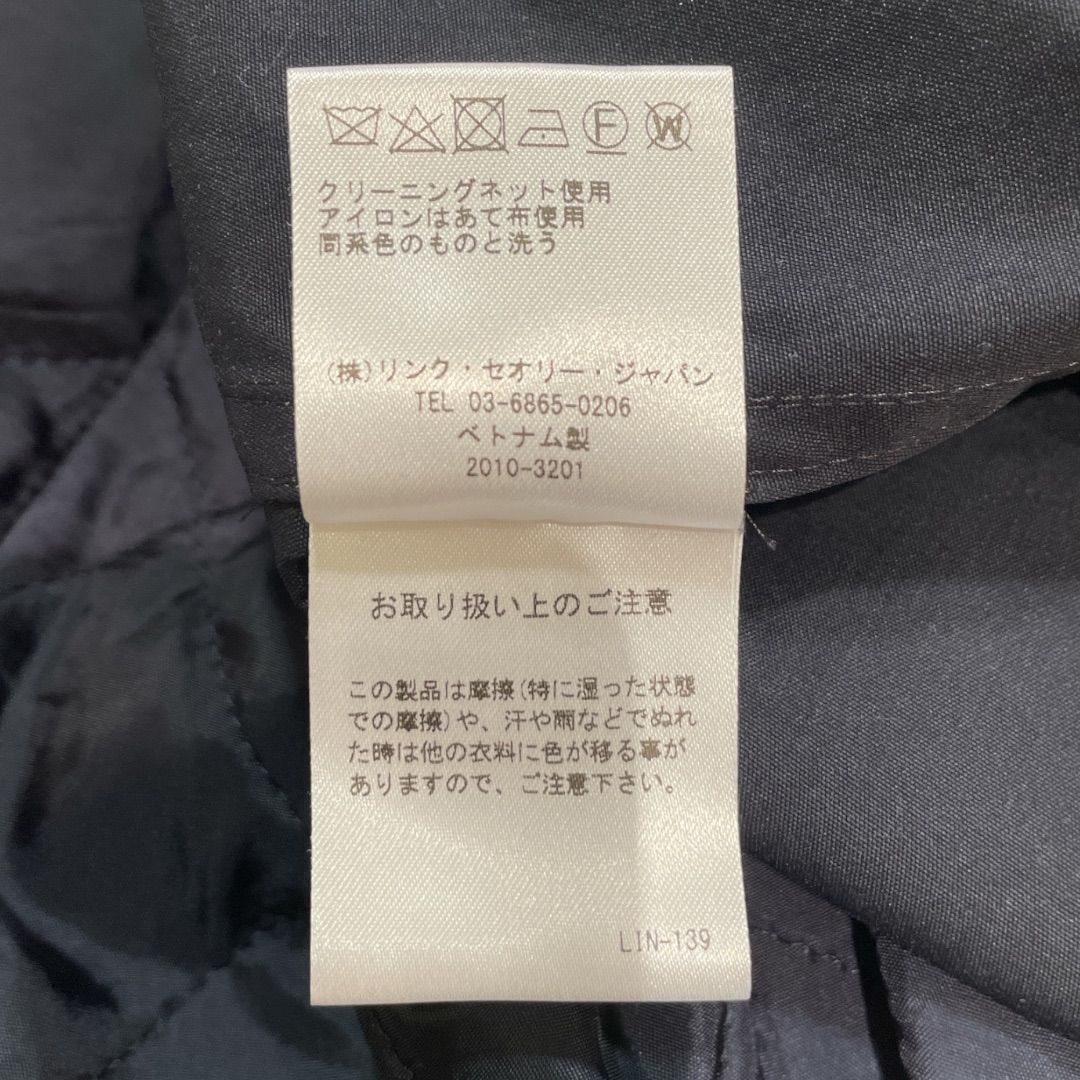 F W
クリーニングネット使用
アイロンはあて布使用
同系色のものと洗う
(株)リンク・セオリー・ジャパン
TEL 03-6865-0206
ベトナム製
2010-3201
お取り扱い上のご注意
この製品は摩擦(特に湿った状態
での摩擦)や、汗や雨などでぬれ
た時は他の衣料に色が移る事が
ありますので、ご注意下さい。
LIN-139